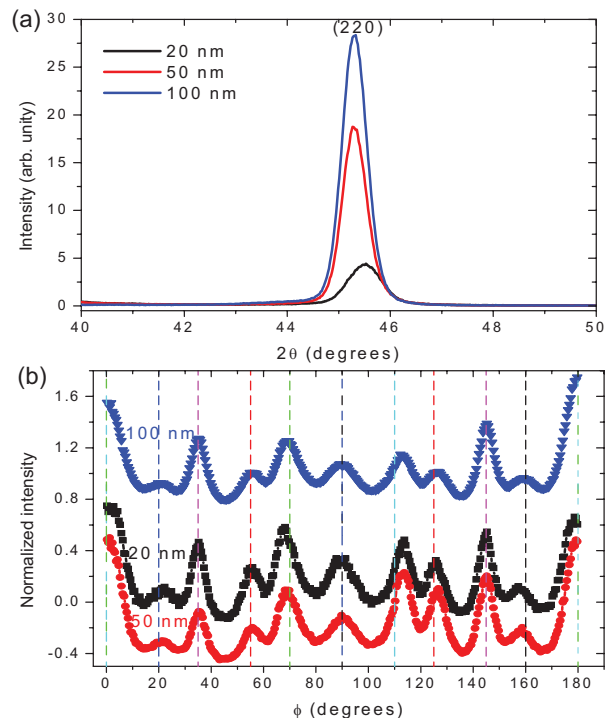 (a)
(220)
20 nm
50 nm
100 nm
30
25
20
15
10
5
0
Intensity (arb. unity)
40 42 44 46 48 50
2θ (degrees)
(b)
1.6
1.2
0.8
0.4
0.0
-0.4
Normalized intensity
100 nm
20 nm
50 nm
0 20 40 60 80 100 120 140 160 180
ϕ (degrees)